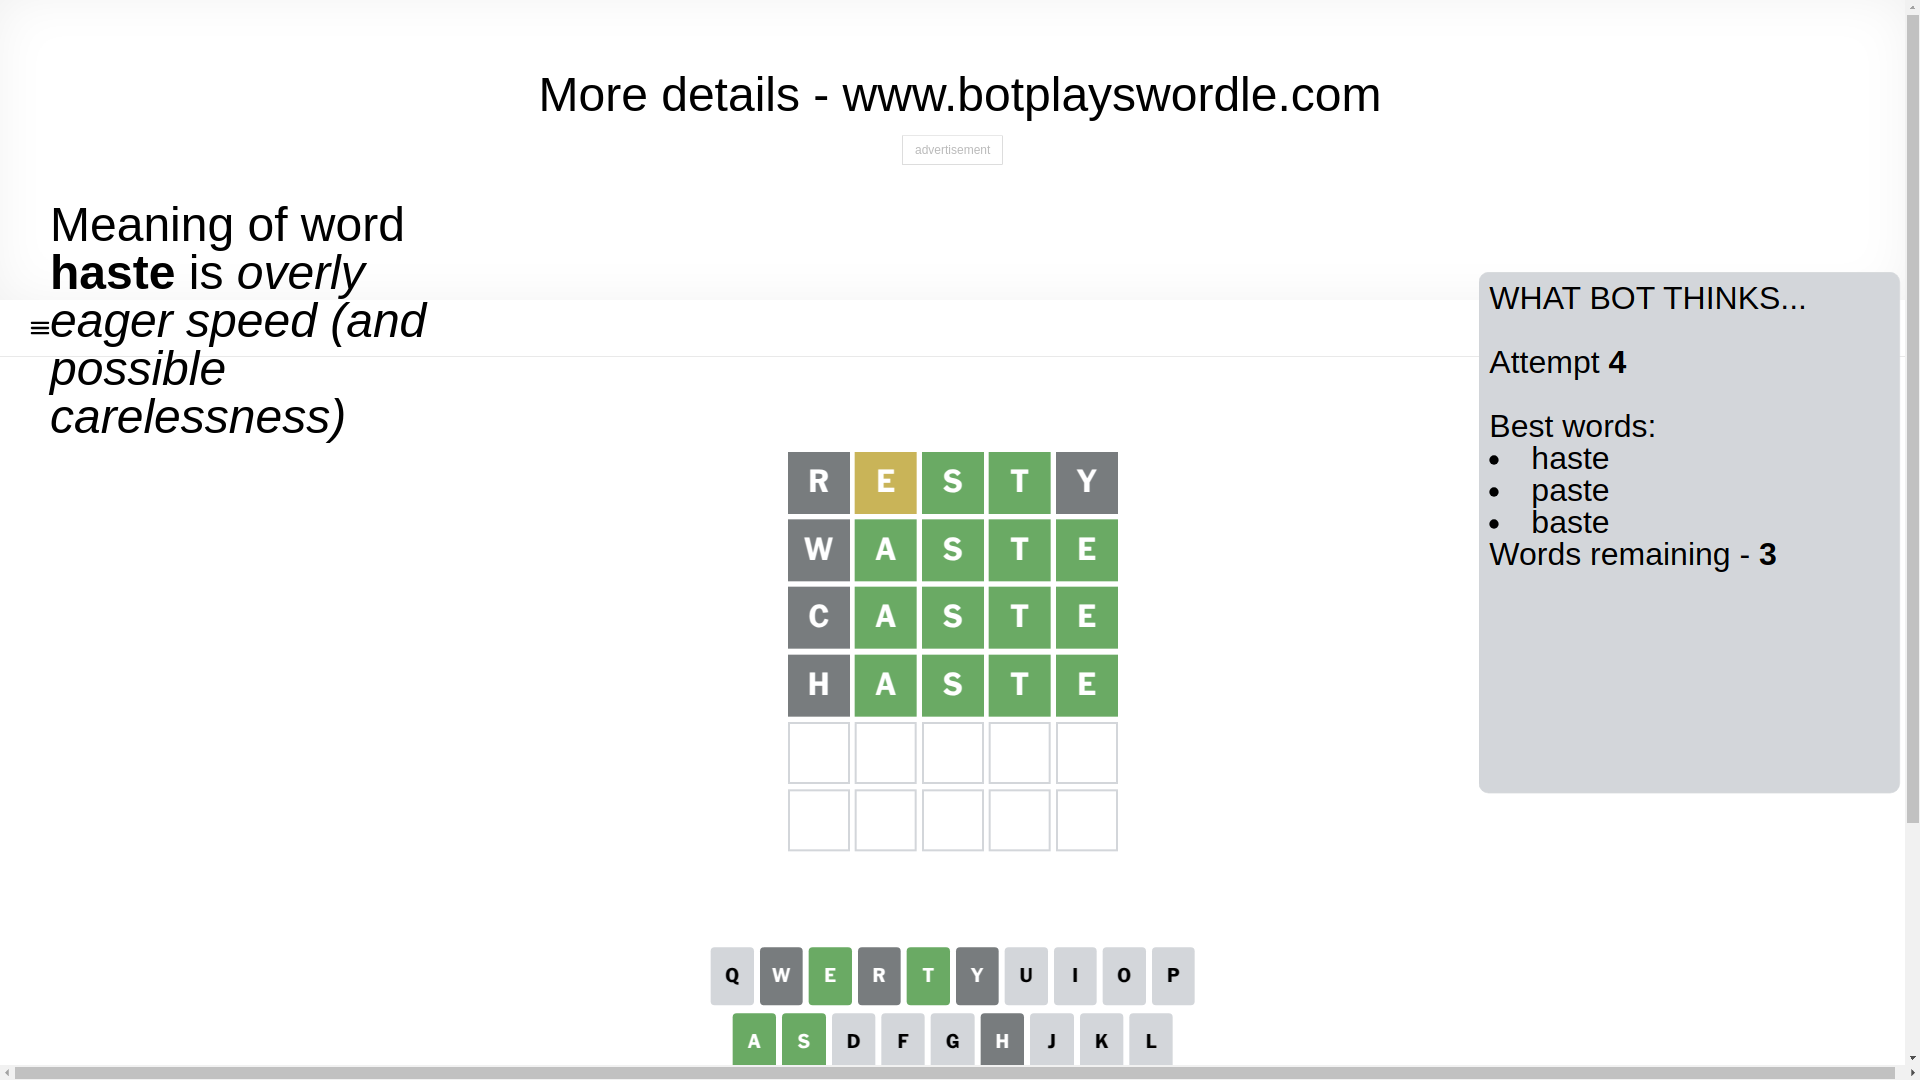 More details - www.botplayswordle.com
advertisement
Meaning of word
haste is overly
eager speed (and
possible
carelessness)
WHAT BOT THINKS...
Attempt 4
Best words:
• haste
• paste
• baste
Words remaining - 3
R E S T Y
W A S T E
C A S T E
H A S T E
Q W E R T Y U I O P
A S D F G H J K L